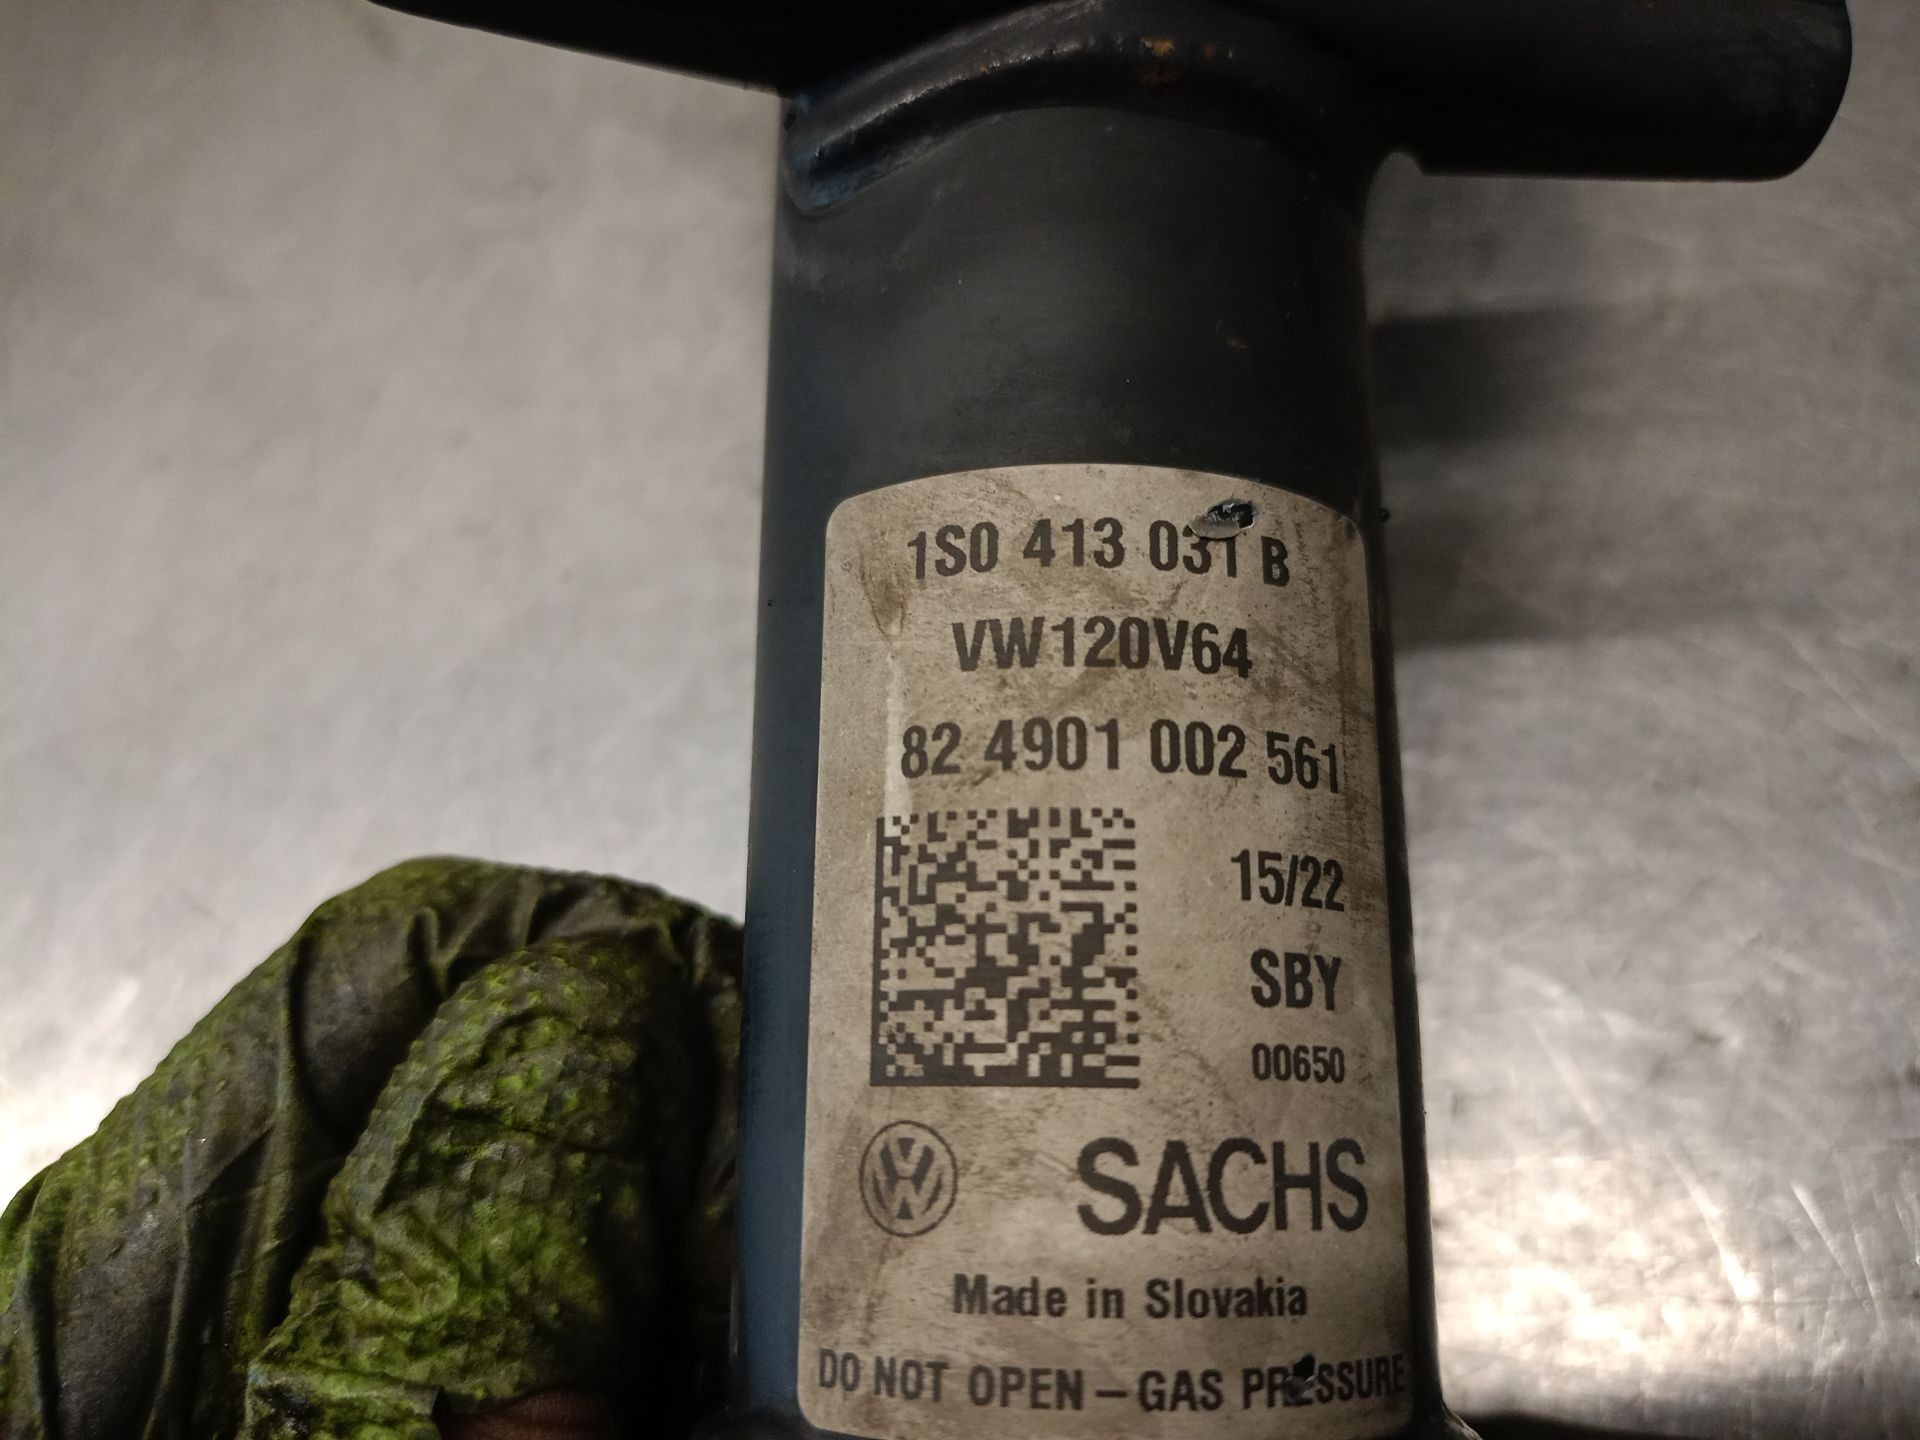 1S0 413 031 B
VW120V64
82 4901 002 561
15/22
SBY
00650
SACHS
Made in Slovakia
DO NOT OPEN – GAS PRESSURE